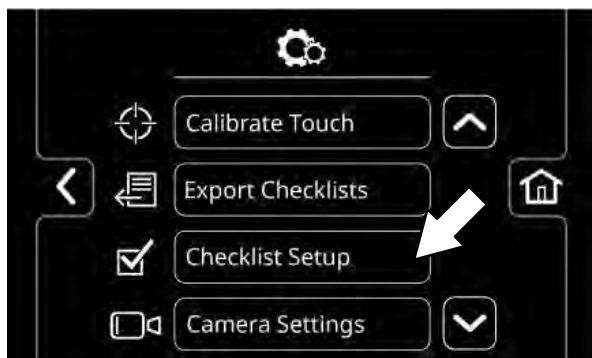 Calibrate Touch
Export Checklists
Checklist Setup
Camera Settings